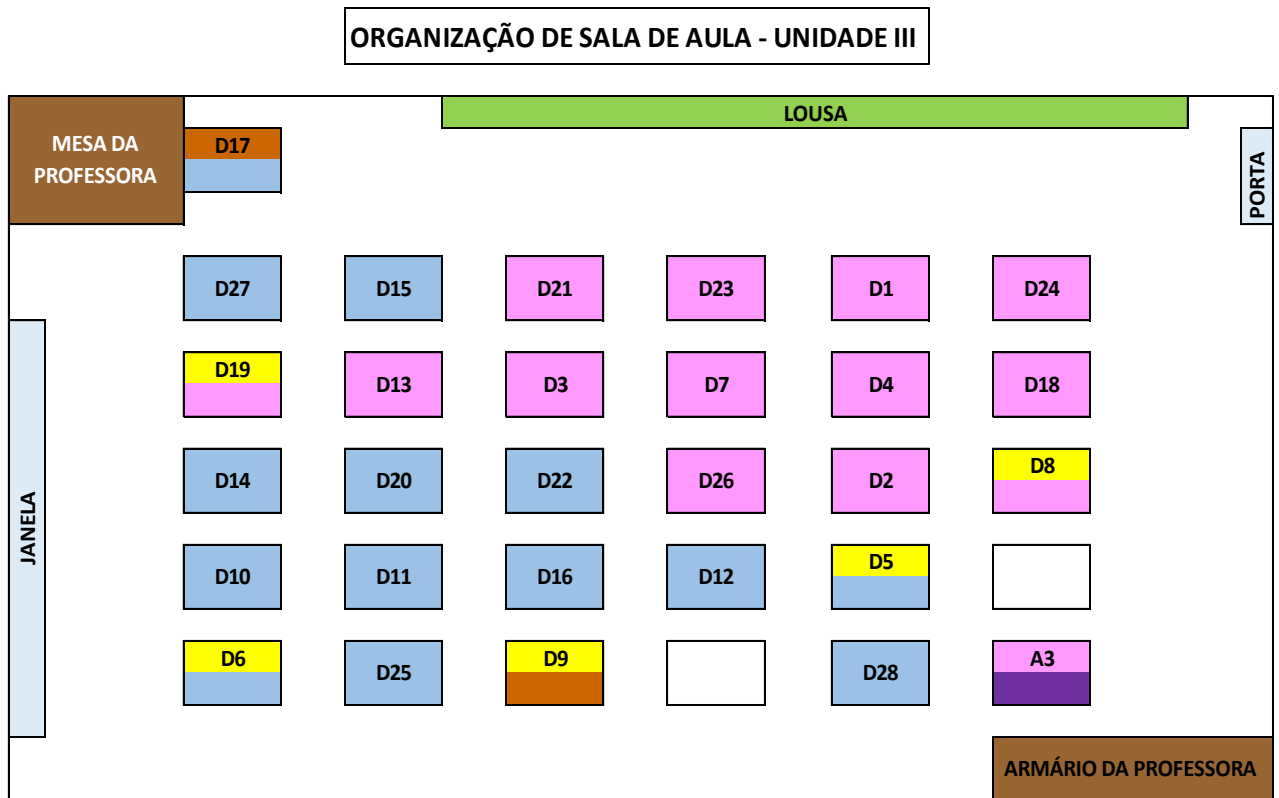 ORGANIZAÇÃO DE SALA DE AULA - UNIDADE III
LOUSA
MESA DA
PROFESSORA
D17
PORTA
D27 D15 D21 D23 D1 D24
D19 D13 D3 D7 D4 D18
D14 D20 D22 D26 D2 D8
JANELA
D10 D11 D16 D12 D5
D6 D25 D9 D28 A3
ARMÁRIO DA PROFESSORA